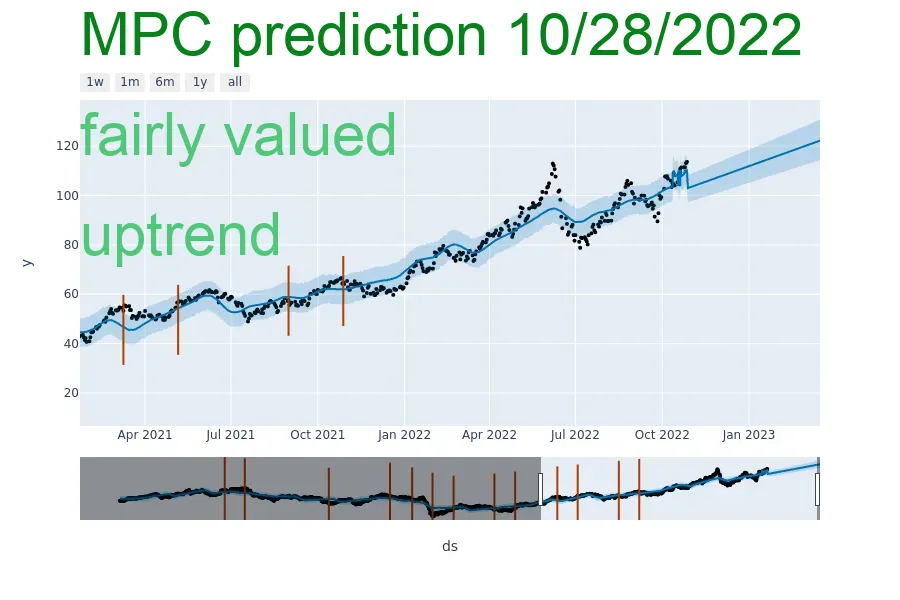 MPC prediction 10/28/2022
1w 1m 6m 1y all
fairly valued
uptrend
y
120
100
80
60
40
20
Apr 2021 Jul 2021 Oct 2021 Jan 2022 Apr 2022 Jul 2022 Oct 2022 Jan 2023
ds